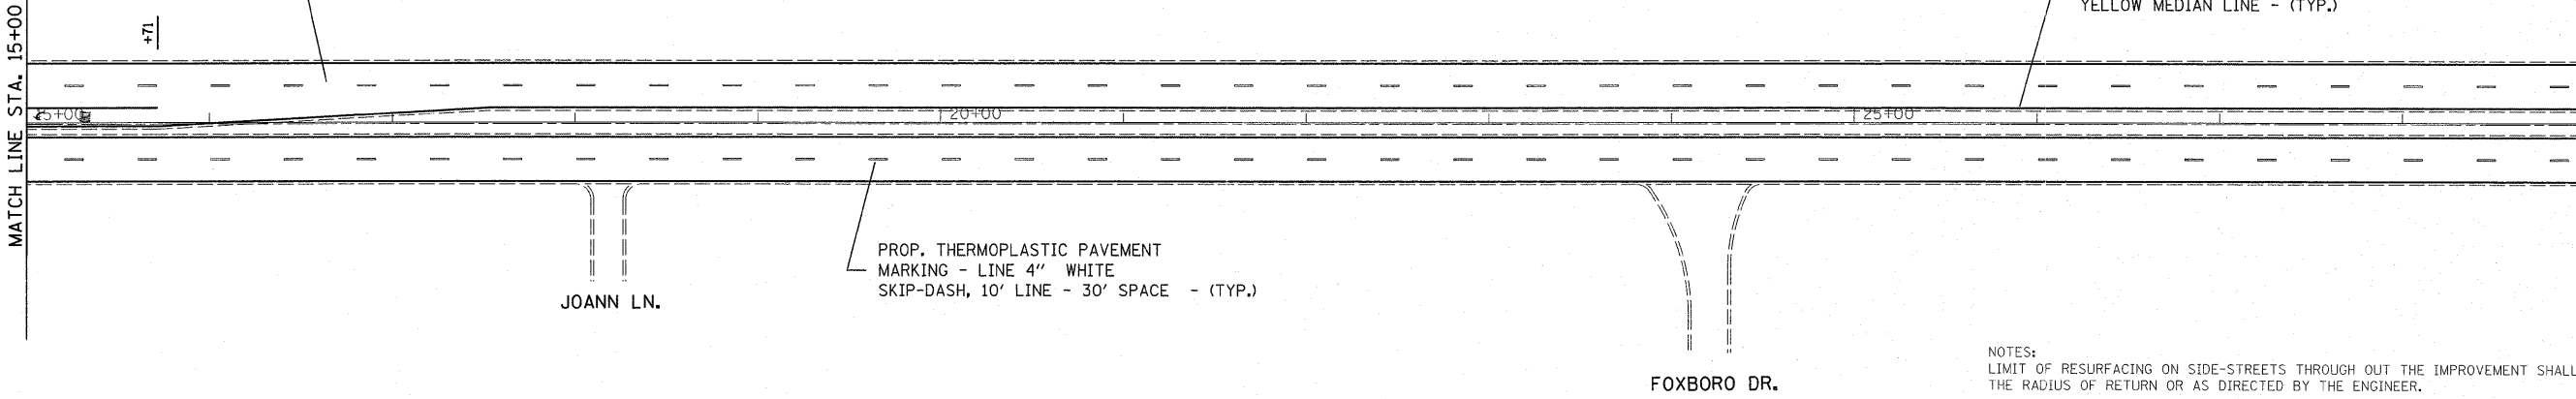 YELLOW MEDIAN LINE - (TYP.)
MATCH LINE STA. 15+00
+71
15+00
20+00
25+00
PROP. THERMOPLASTIC PAVEMENT
MARKING - LINE 4" WHITE
SKIP-DASH, 10' LINE - 30' SPACE - (TYP.)
JOANN LN.
FOXBORO DR.
NOTES:
LIMIT OF RESURFACING ON SIDE-STREETS THROUGH OUT THE IMPROVEMENT SHALL
THE RADIUS OF RETURN OR AS DIRECTED BY THE ENGINEER.